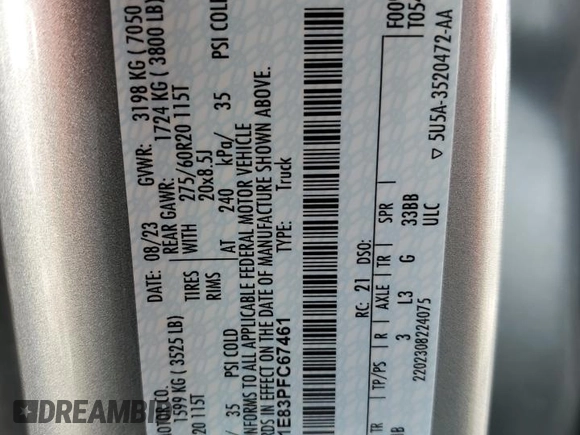 DATE: 08/23 GVWR: 3198 KG (7050
REAR GAWR: 1724 KG (3800 LB)
1599 KG (3525 LB) TIRES WITH 275/60R20 115T
20 115T RIMS 20x8.5J
35 PSI COLD AT 240 kPa/ 35 PSI COLD
CONFORMS TO ALL APPLICABLE FEDERAL MOTOR VEHICLE
IN EFFECT ON THE DATE OF MANUFACTURE SHOWN ABOVE.
1E83PFC67461 TYPE: Truck
RC: 21 DSO:
TR TP/PS R AXLE TR SPR
3 L3 G 33BB
2202308224075 ULC
▽ 5U5A-3520472-AA
DREAMBID